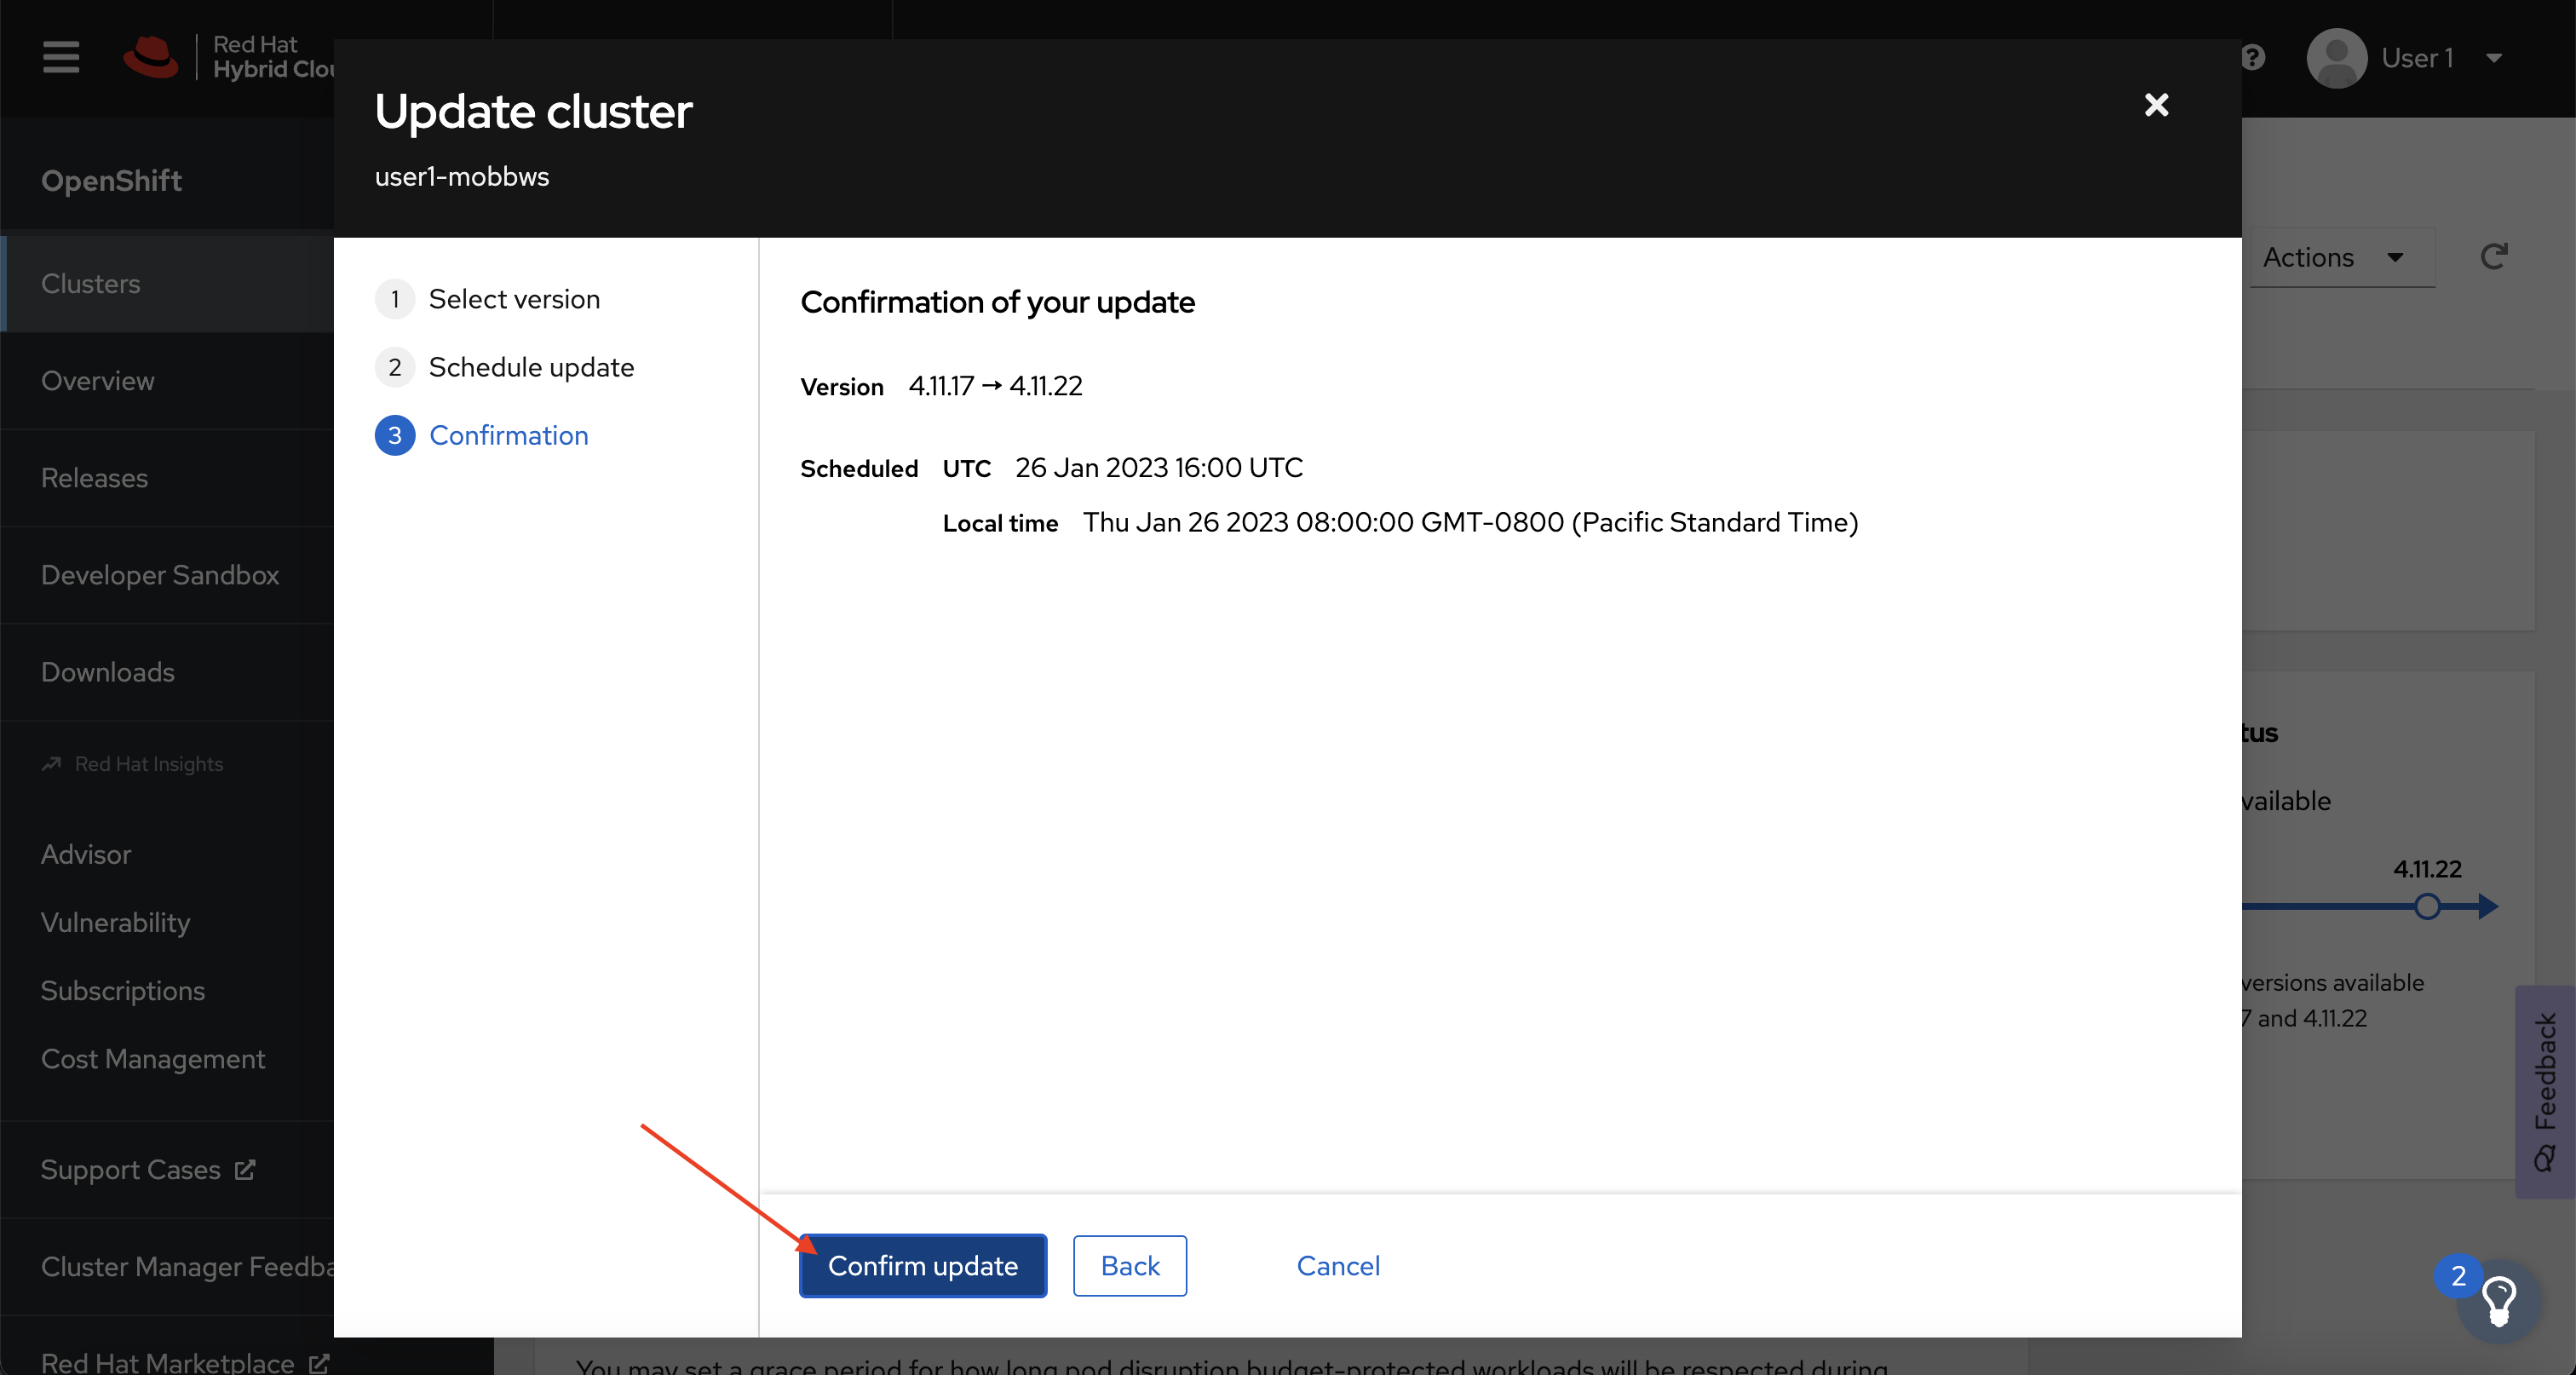 Red Hat
Hybrid Clou
? User 1
Update cluster
user1-mobbws
OpenShift
Clusters
Overview
Releases
Developer Sandbox
Downloads
Red Hat Insights
Advisor
Vulnerability
Subscriptions
Cost Management
Support Cases
Cluster Manager Feedba
Red Hat Marketplace
1 Select version
2 Schedule update
3 Confirmation
Confirmation of your update
Version 4.11.17 → 4.11.22
Scheduled UTC 26 Jan 2023 16:00 UTC
Local time Thu Jan 26 2023 08:00:00 GMT-0800 (Pacific Standard Time)
Confirm update Back Cancel
Actions
tus
vailable
4.11.22
versions available
7 and 4.11.22
Feedback
2
You may set a grace period for how long pod disruption budget-protected workloads will be respected during